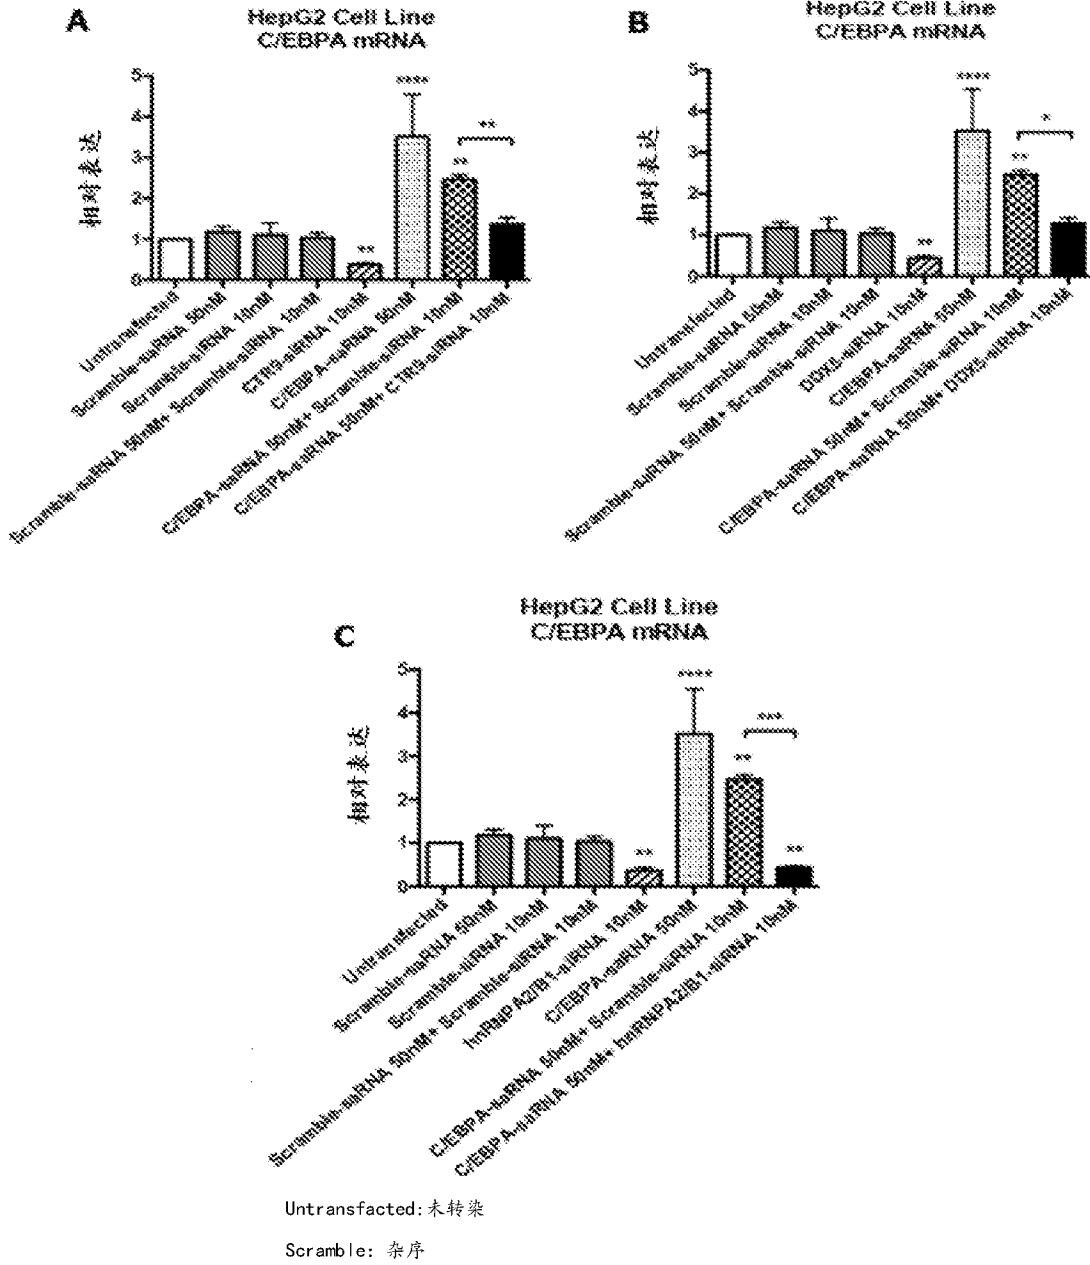 A
HepG2 Cell Line
C/EBPA mRNA
相对表达
5
4
3
2
1
0
****
**
**
**
Untransfected
Scramble-saRNA 50nM
Scramble-siRNA 10nM
Scramble-saRNA 50nM+ Scramble-siRNA 10nM
CTR9-siRNA 10nM
C/EBPA-saRNA 50nM
C/EBPA-saRNA 50nM+ Scramble-siRNA 10nM
C/EBPA-saRNA 50nM+ CTR9-siRNA 10nM
B
HepG2 Cell Line
C/EBPA mRNA
相对表达
5
4
3
2
1
0
****
*
**
**
Untransfected
Scramble-saRNA 50nM
Scramble-siRNA 10nM
Scramble-saRNA 50nM+ Scramble-siRNA 10nM
DDX5-siRNA 10nM
C/EBPA-saRNA 50nM
C/EBPA-saRNA 50nM+ Scramble-siRNA 10nM
C/EBPA-saRNA 50nM+ DDX5-siRNA 10nM
C
HepG2 Cell Line
C/EBPA mRNA
相对表达
5
4
3
2
1
0
****
***
**
**
**
Untransfected
Scramble-saRNA 50nM
Scramble-siRNA 10nM
Scramble-saRNA 50nM+ Scramble-siRNA 10nM
hnRNPA2/B1-siRNA 10nM
C/EBPA-saRNA 50nM
C/EBPA-saRNA 50nM+ Scramble-siRNA 10nM
C/EBPA-saRNA 50nM+ hnRNPA2/B1-siRNA 10nM
Untransfacted:未转染
Scramble: 杂序